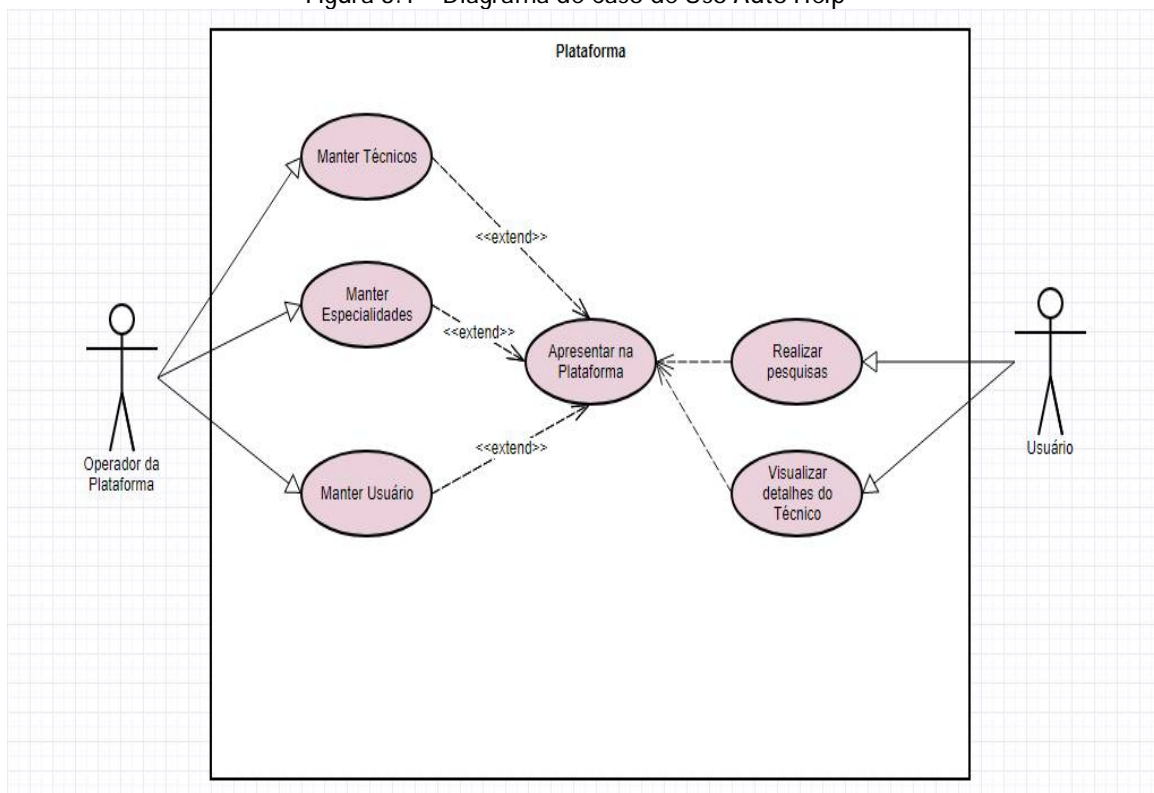 Plataforma
Manter Técnicos
<<extend>>
Manter
Especialidades
<<extend>>
Apresentar na
Plataforma
Realizar
pesquisas
Operador da
Plataforma
Usuário
<<extend>>
Manter Usuário
Visualizar
detalhes do
Técnico